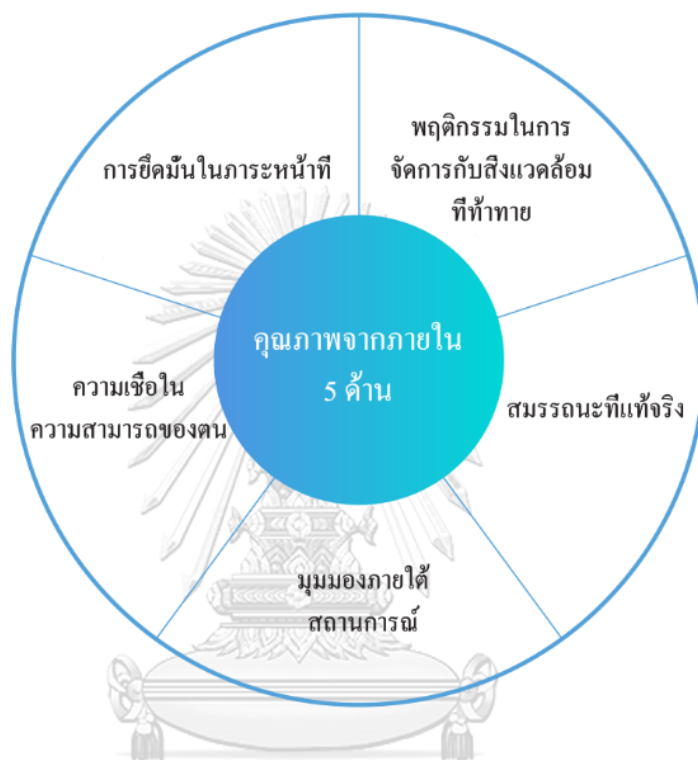 พฤติกรรมในการ
จัดการกับสิ่งแวดล้อม
ที่ท้าทาย
สมรรถนะที่แท้จริง
มุมมองภายใต้
สถานการณ์
ความเชื่อใน
ความสามารถของตน
การยึดมั่นในภาระหน้าที่
คุณภาพจากภายใน
5 ด้าน